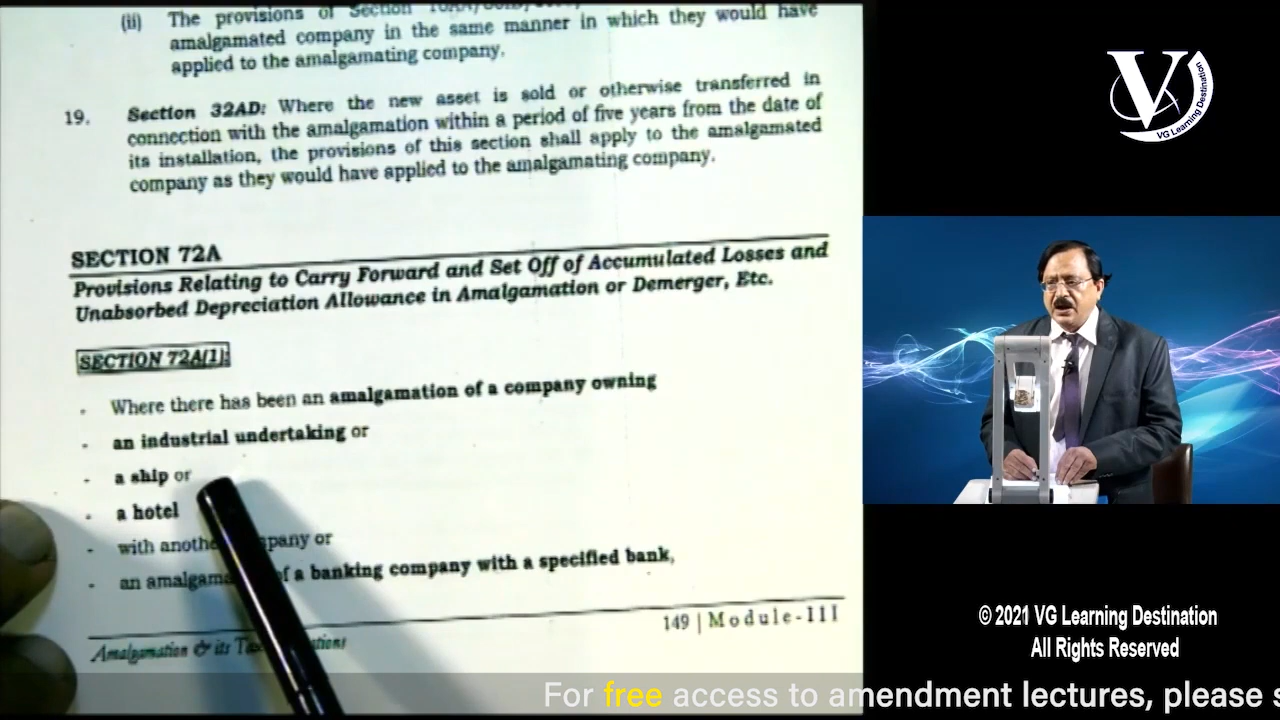 (ii) The provisions of Section
amalgamated company in the same manner in which they would have
applied to the amalgamating company.
19. Section 32AD: Where the new asset is sold or otherwise transferred in
connection with the amalgamation within a period of five years from the date of
its installation, the provisions of this section shall apply to the amalgamated
company as they would have applied to the amalgamating company.
SECTION 72A
Provisions Relating to Carry Forward and Set Off of Accumulated Losses and
Unabsorbed Depreciation Allowance in Amalgamation or Demerger, Etc.
SECTION 72A(1):
- Where there has been an amalgamation of a company owning
- an industrial undertaking or
- a ship or
- a hotel
- with another company or
- an amalgam of a banking company with a specified bank,
149 | Module-III
Amalgamation & its
V
VG Learning Destination
© 2021 VG Learning Destination
All Rights Reserved
For free access to amendment lectures, please s